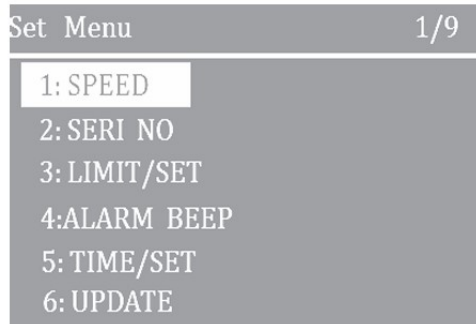 Set Menu 1/9
1: SPEED
2: SERI NO
3: LIMIT/SET
4:ALARM BEEP
5: TIME/SET
6: UPDATE